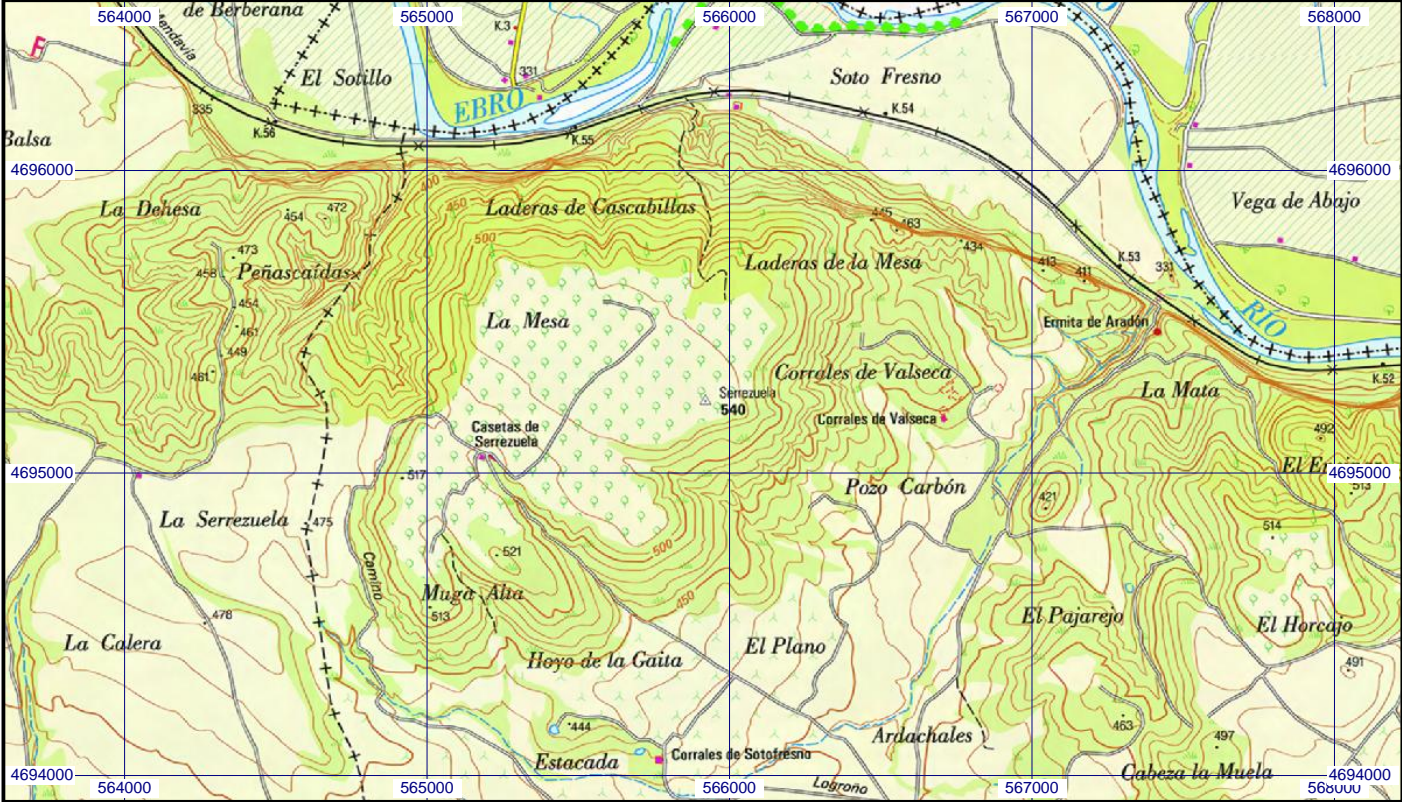 564000
565000
566000
567000
568000
de Berberana
Mendavia
K.3
331
El Sotillo
Soto Fresno
EBRO
335
K.56
K.55
K.54
Balsa
4696000
4696000
400
La Dehesa
454
472
450
Laderas de Cascabillas
445
463
Vega de Abajo
500
434
473
458
Peñascaídas
Laderas de la Mesa
413
411
K.53
331
454
461
449
461
La Mesa
Ermita de Aradón
RÍO
Corrales de Valseca
K.52
Serrezuela
540
La Mata
Corrales de Valseca
Casetas de
Serrezuela
492
4695000
4695000
517
Pozo Carbón
421
513
La Serrezuela
475
514
521
500
Camino
Muga Alta
513
450
478
El Pajarejo
El Horcajo
La Calera
El Plano
Hoyo de la Gaita
491
444
463
497
Ardachales
Estacada
Corrales de Sotofresno
4694000
4694000
Cabeza la Muela
Logroño
564000
565000
566000
567000
568000